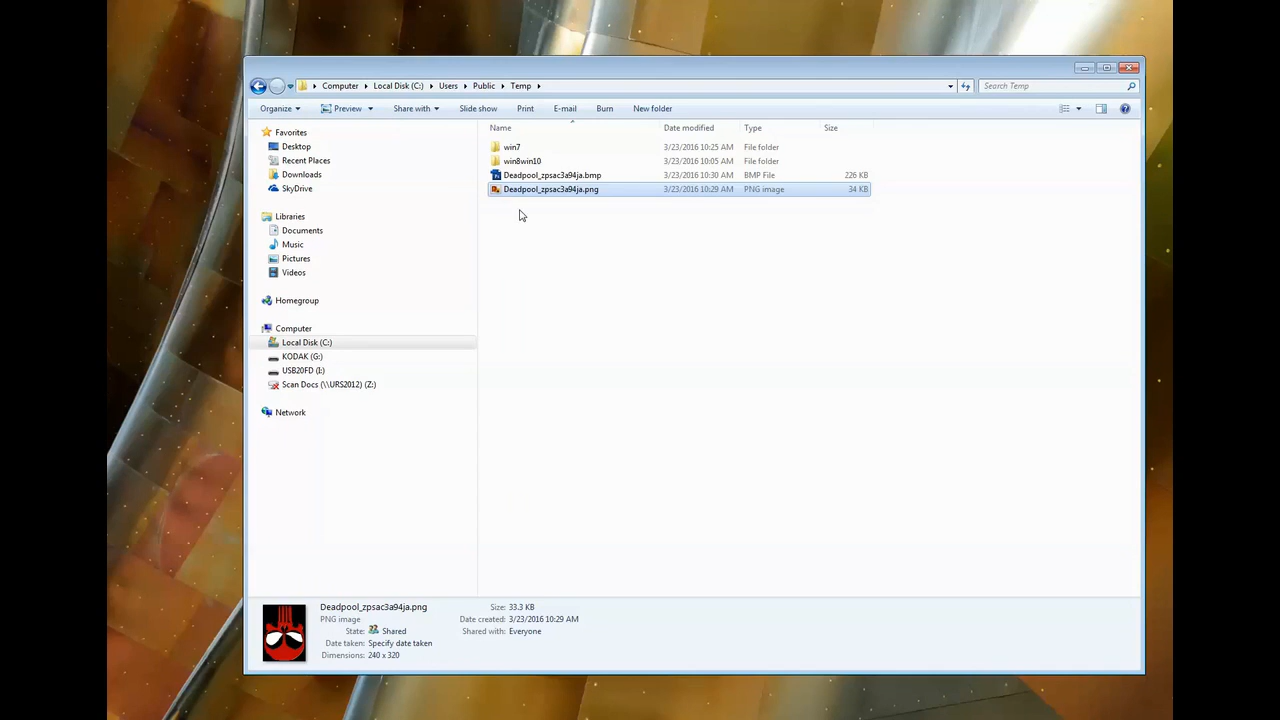 Computer Local Disk (C:) Users Public Temp Search Temp
Organize Preview Share with Slide show Print E-mail Burn New folder
Favorites
Desktop
Recent Places
Downloads
SkyDrive
Libraries
Documents
Music
Pictures
Videos
Homegroup
Computer
Local Disk (C:)
KODAK (G:)
USB20FD (I:)
Scan Docs (\\URS2012) (Z:)
Network
Name Date modified Type Size
win7 3/23/2016 10:25 AM File folder
win8win10 3/23/2016 10:05 AM File folder
Deadpool_zpsac3a94ja.bmp 3/23/2016 10:30 AM BMP File 226 KB
Deadpool_zpsac3a94ja.png 3/23/2016 10:29 AM PNG image 34 KB
Deadpool_zpsac3a94ja.png Size: 33.3 KB
PNG image Date created: 3/23/2016 10:29 AM
State: Shared Shared with: Everyone
Date taken: Specify date taken
Dimensions: 240 x 320